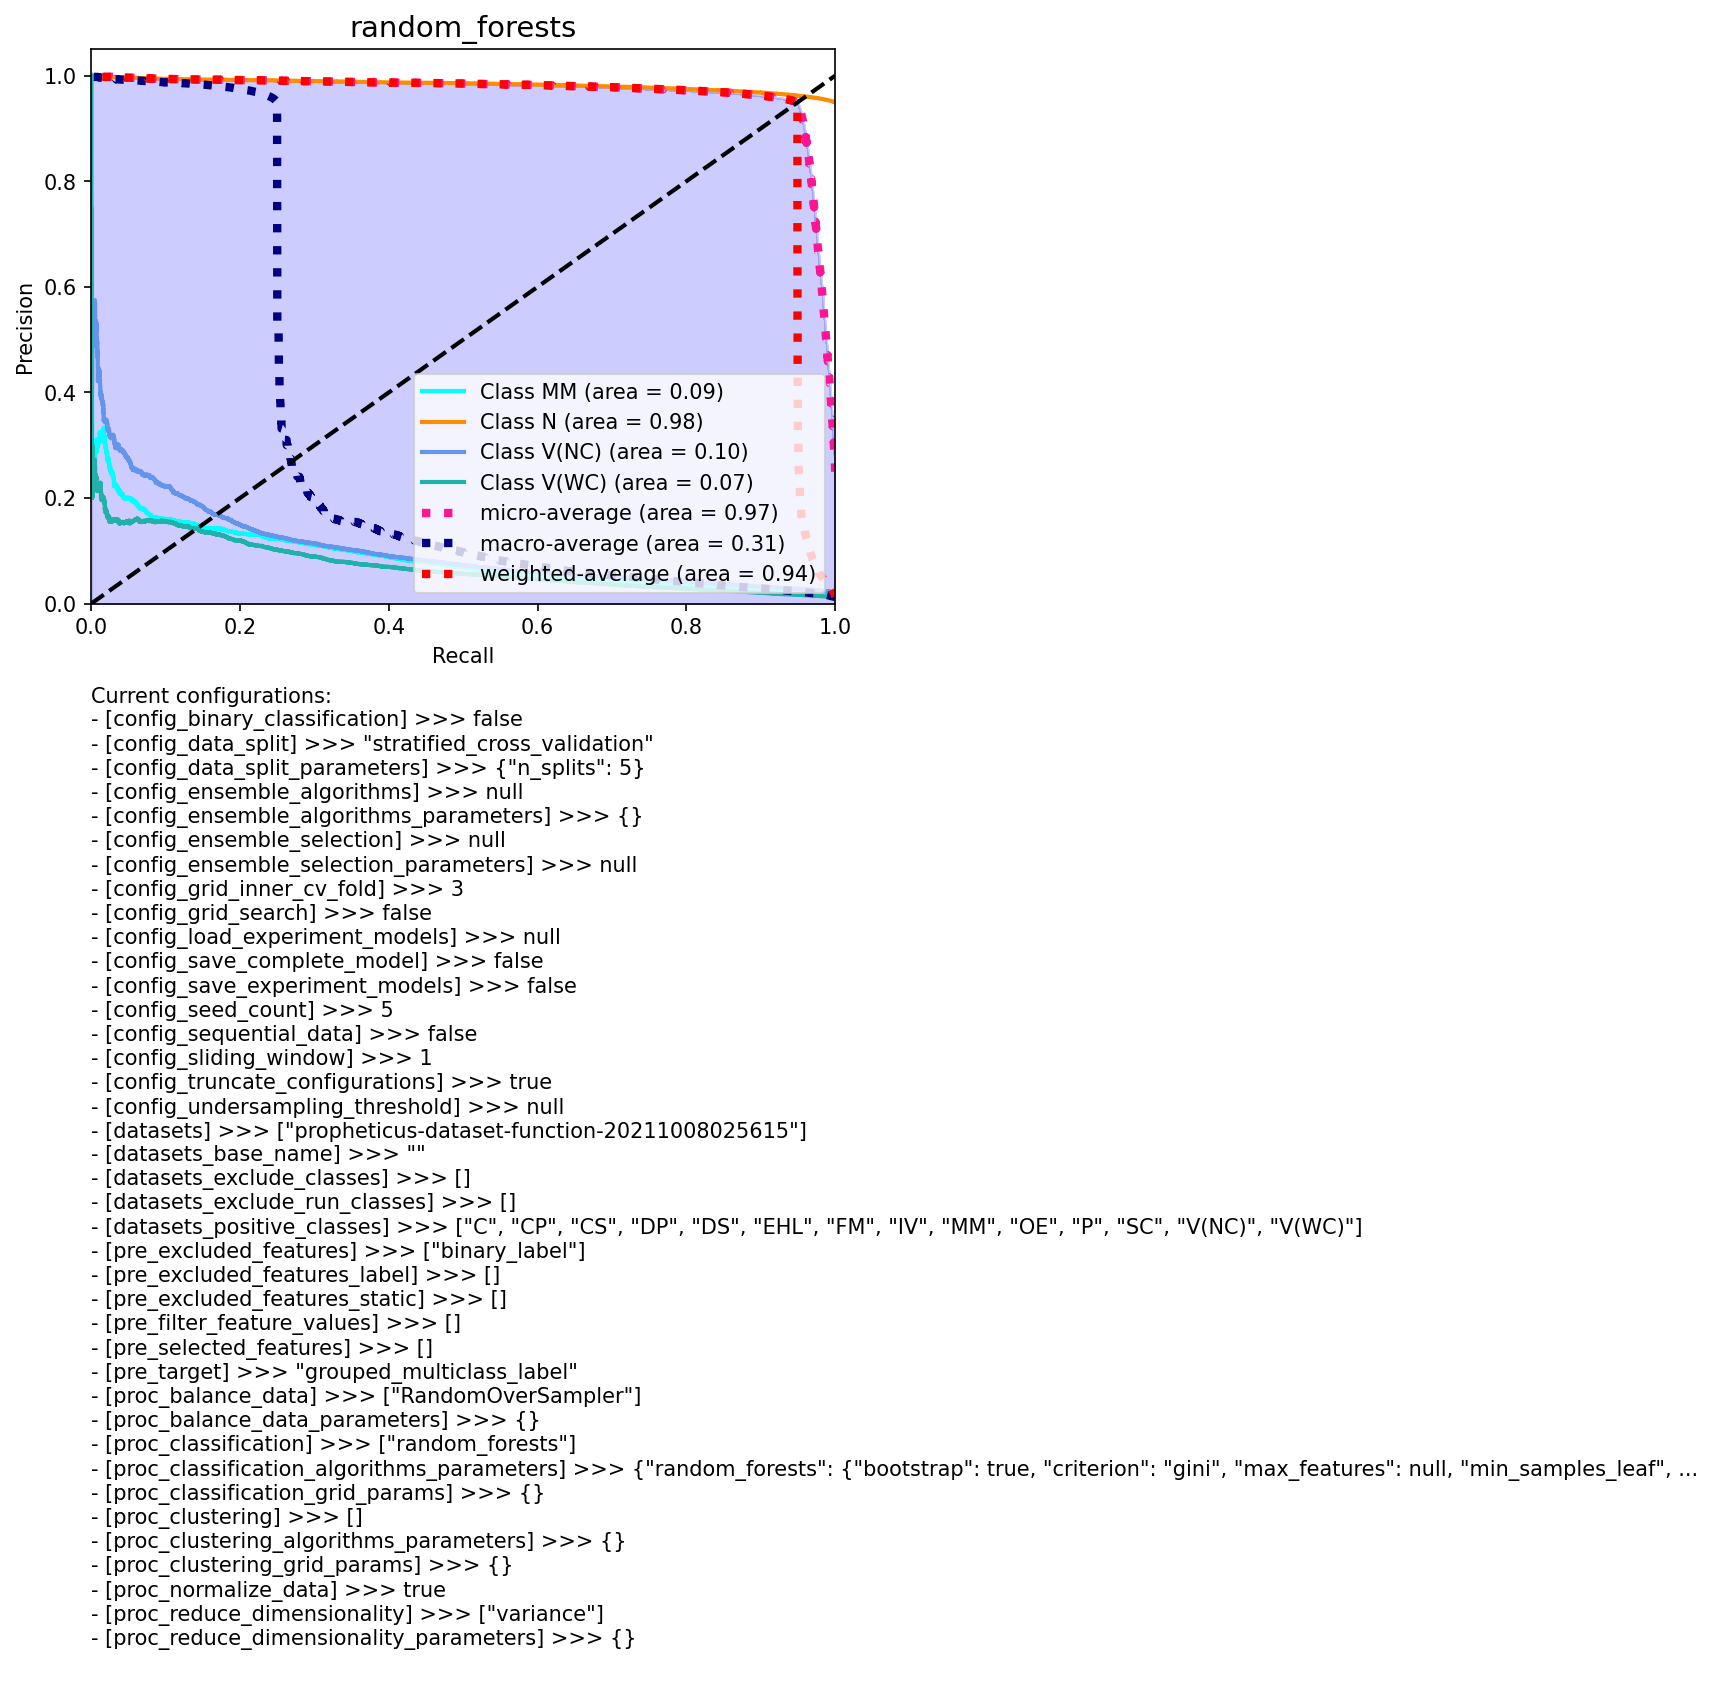 random_forests
1.0
0.8
0.6
0.4
0.2
0.0
Precision
0.0 0.2 0.4 0.6 0.8 1.0
Recall
Class MM (area = 0.09)
Class N (area = 0.98)
Class V(NC) (area = 0.10)
Class V(WC) (area = 0.07)
micro-average (area = 0.97)
macro-average (area = 0.31)
weighted-average (area = 0.94)
Current configurations:
- [config_binary_classification] >>> false
- [config_data_split] >>> "stratified_cross_validation"
- [config_data_split_parameters] >>> {"n_splits": 5}
- [config_ensemble_algorithms] >>> null
- [config_ensemble_algorithms_parameters] >>> {}
- [config_ensemble_selection] >>> null
- [config_ensemble_selection_parameters] >>> null
- [config_grid_inner_cv_fold] >>> 3
- [config_grid_search] >>> false
- [config_load_experiment_models] >>> null
- [config_save_complete_model] >>> false
- [config_save_experiment_models] >>> false
- [config_seed_count] >>> 5
- [config_sequential_data] >>> false
- [config_sliding_window] >>> 1
- [config_truncate_configurations] >>> true
- [config_undersampling_threshold] >>> null
- [datasets] >>> ["propheticus-dataset-function-20211008025615"]
- [datasets_base_name] >>> ""
- [datasets_exclude_classes] >>> []
- [datasets_exclude_run_classes] >>> []
- [datasets_positive_classes] >>> ["C", "CP", "CS", "DP", "DS", "EHL", "FM", "IV", "MM", "OE", "P", "SC", "V(NC)", "V(WC)"]
- [pre_excluded_features] >>> ["binary_label"]
- [pre_excluded_features_label] >>> []
- [pre_excluded_features_static] >>> []
- [pre_filter_feature_values] >>> []
- [pre_selected_features] >>> []
- [pre_target] >>> "grouped_multiclass_label"
- [proc_balance_data] >>> ["RandomOverSampler"]
- [proc_balance_data_parameters] >>> {}
- [proc_classification] >>> ["random_forests"]
- [proc_classification_algorithms_parameters] >>> {"random_forests": {"bootstrap": true, "criterion": "gini", "max_features": null, "min_samples_leaf", ...
- [proc_classification_grid_params] >>> {}
- [proc_clustering] >>> []
- [proc_clustering_algorithms_parameters] >>> {}
- [proc_clustering_grid_params] >>> {}
- [proc_normalize_data] >>> true
- [proc_reduce_dimensionality] >>> ["variance"]
- [proc_reduce_dimensionality_parameters] >>> {}